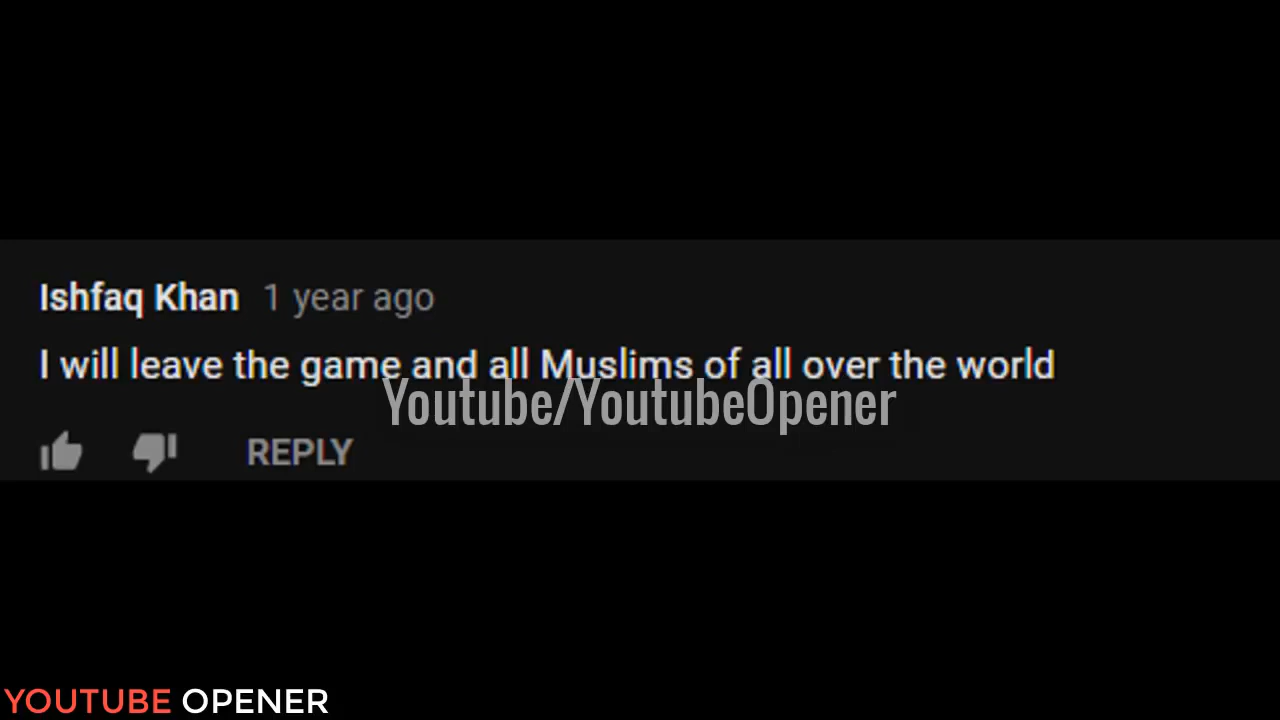 Ishfaq Khan 1 year ago
I will leave the game and all Muslims of all over the world
Youtube/YoutubeOpener
REPLY
YOUTUBE OPENER